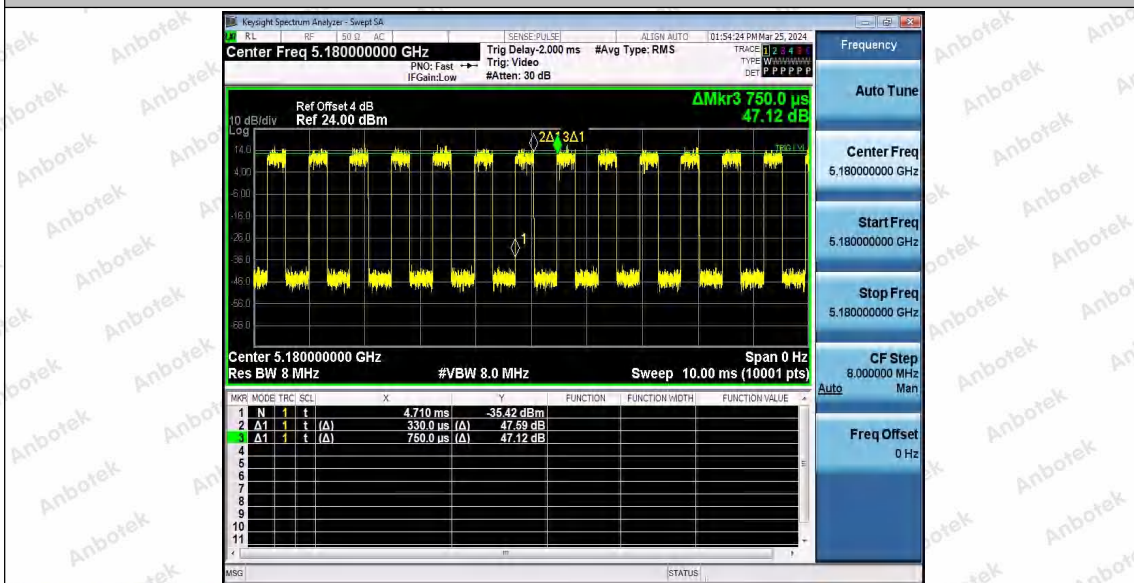 Keysight Spectrum Analyzer - Swept SA
RL RF 50 Ω AC SENSE:PULSE ALIGN AUTO 01:54:24 PM Mar 25, 2024
Center Freq 5.180000000 GHz
PNO: Fast
IFGain:Low
Trig Delay-2.000 ms
Trig: Video
#Atten: 30 dB
#Avg Type: RMS
TRACE 1 2 3 4 5 6
TYPE WWWWWW
DET P P P P P P
Ref Offset 4 dB
10 dB/div Ref 24.00 dBm
Log
ΔMkr3 750.0 µs
47.12 dB
2Δ1 3Δ1
TRIG LVL
14.0
4.00
-6.00
-16.0
-26.0
1
-36.0
-46.0
-56.0
-66.0
Center 5.180000000 GHz Span 0 Hz
Res BW 8 MHz #VBW 8.0 MHz Sweep 10.00 ms (10001 pts)
MKR MODE TRC SCL X Y FUNCTION FUNCTION WIDTH FUNCTION VALUE
1 N 1 t 4.710 ms -35.42 dBm
2 Δ1 1 t (Δ) 330.0 µs (Δ) 47.59 dB
3 Δ1 1 t (Δ) 750.0 µs (Δ) 47.12 dB
4
5
6
7
8
9
10
11
MSG STATUS
Frequency
Auto Tune
Center Freq
5.180000000 GHz
Start Freq
5.180000000 GHz
Stop Freq
5.180000000 GHz
CF Step
8.000000 MHz
Auto Man
Freq Offset
0 Hz
Anbotek